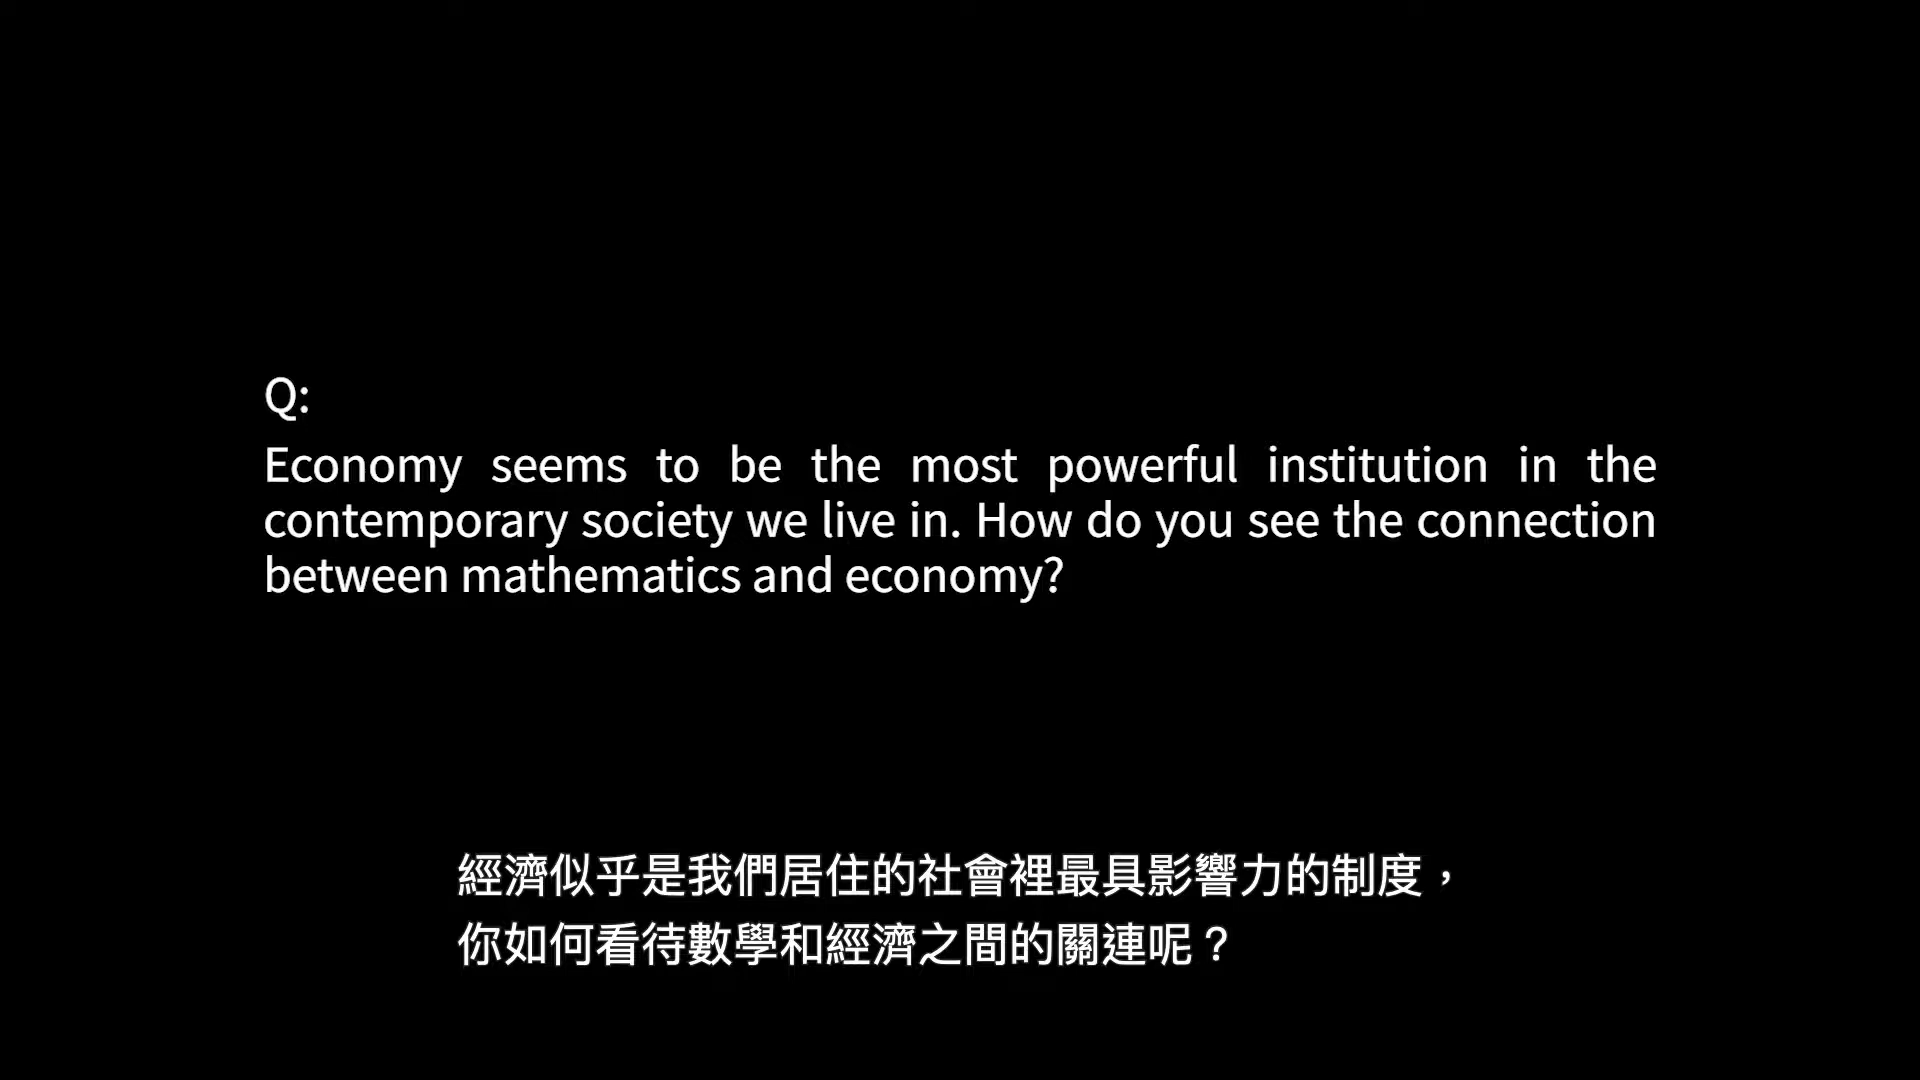 Q:
Economy seems to be the most powerful institution in the
contemporary society we live in. How do you see the connection
between mathematics and economy?
經濟似乎是我們居住的社會裡最具影響力的制度，
你如何看待數學和經濟之間的關連呢？